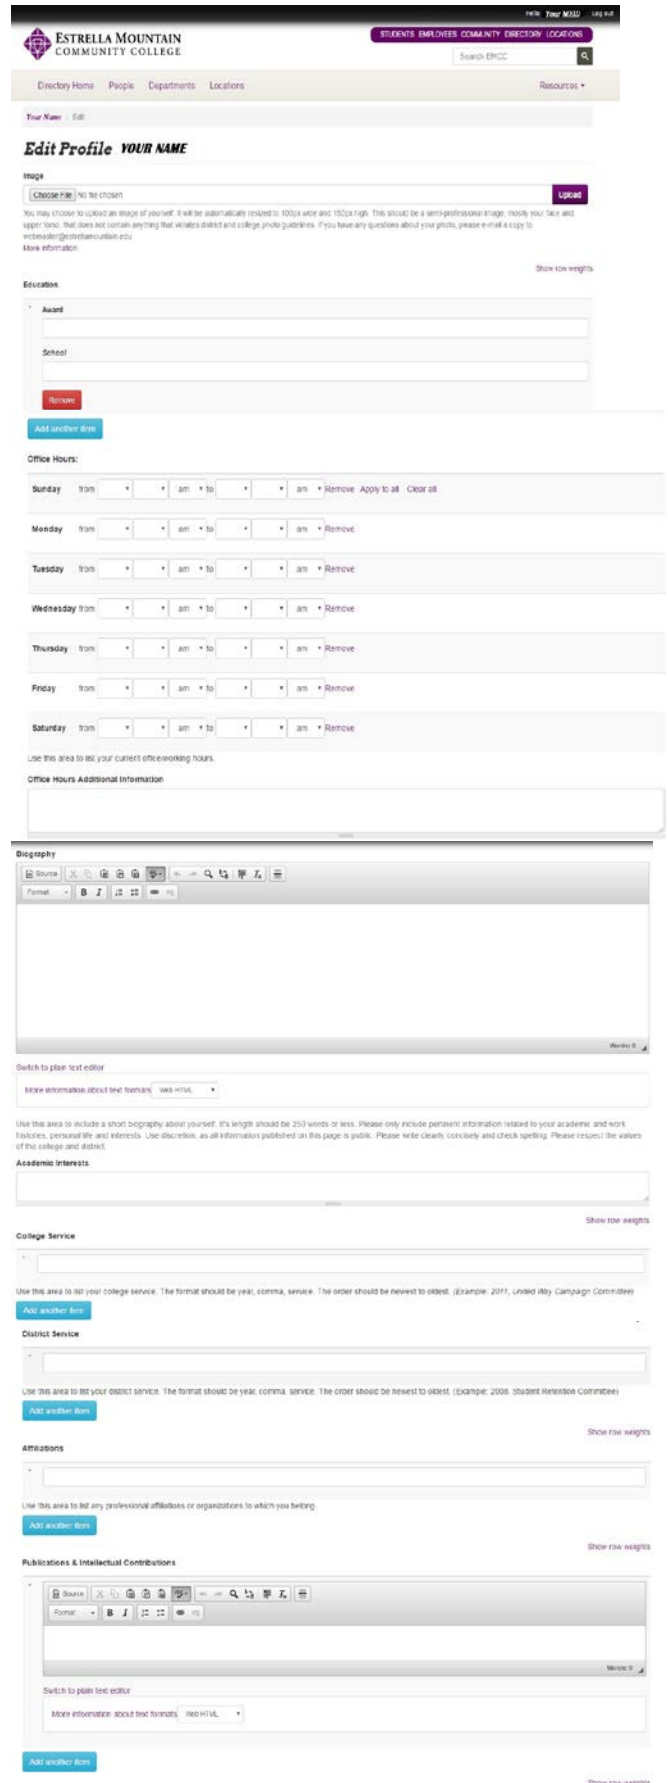 Hello Your MEID Log out
ESTRELLA MOUNTAIN
COMMUNITY COLLEGE
STUDENTS EMPLOYEES COMMUNITY DIRECTORY LOCATIONS
Search EMCC
Directory Home People Departments Locations Resources
Your Name / Edit
Edit Profile YOUR NAME
Image
Choose File No file chosen Upload
You may choose to upload an image of yourself. It will be automatically resized to 100px wide and 150px high. This should be a semi-professional image, mostly your face and
upper torso, that does not contain anything that violates district and college photo guidelines. If you have any questions about your photo, please e-mail a copy to
webmaster@estrellamountain.edu
More information
Show row weights
Education
Award
School
Remove
Add another item
Office Hours:
Sunday from am to am Remove Apply to all Clear all
Monday from am to am Remove
Tuesday from am to am Remove
Wednesday from am to am Remove
Thursday from am to am Remove
Friday from am to am Remove
Saturday from am to am Remove
Use this area to list your current office/working hours.
Office Hours Additional Information
Biography
Source
Format B I
Words: 0
Switch to plain text editor
More information about text formats Web HTML
Use this area to include a short biography about yourself. It's length should be 250 words or less. Please only include pertinent information related to your academic and work
histories, personal life and interests. Use discretion, as all information published on this page is public. Please write clearly, concisely and check spelling. Please respect the values
of the college and district.
Academic Interests
Show row weights
College Service
Use this area to list your college service. The format should be year, comma, service. The order should be newest to oldest. (Example: 2011, United Way Campaign Committee)
Add another item
District Service
Use this area to list your district service. The format should be year, comma, service. The order should be newest to oldest. (Example: 2008, Student Retention Committee)
Add another item
Show row weights
Affiliations
Use this area to list any professional affiliations or organizations to which you belong.
Add another item
Show row weights
Publications & Intellectual Contributions
Source
Format B I
Words: 0
Switch to plain text editor
More information about text formats Web HTML
Add another item
Show row weights